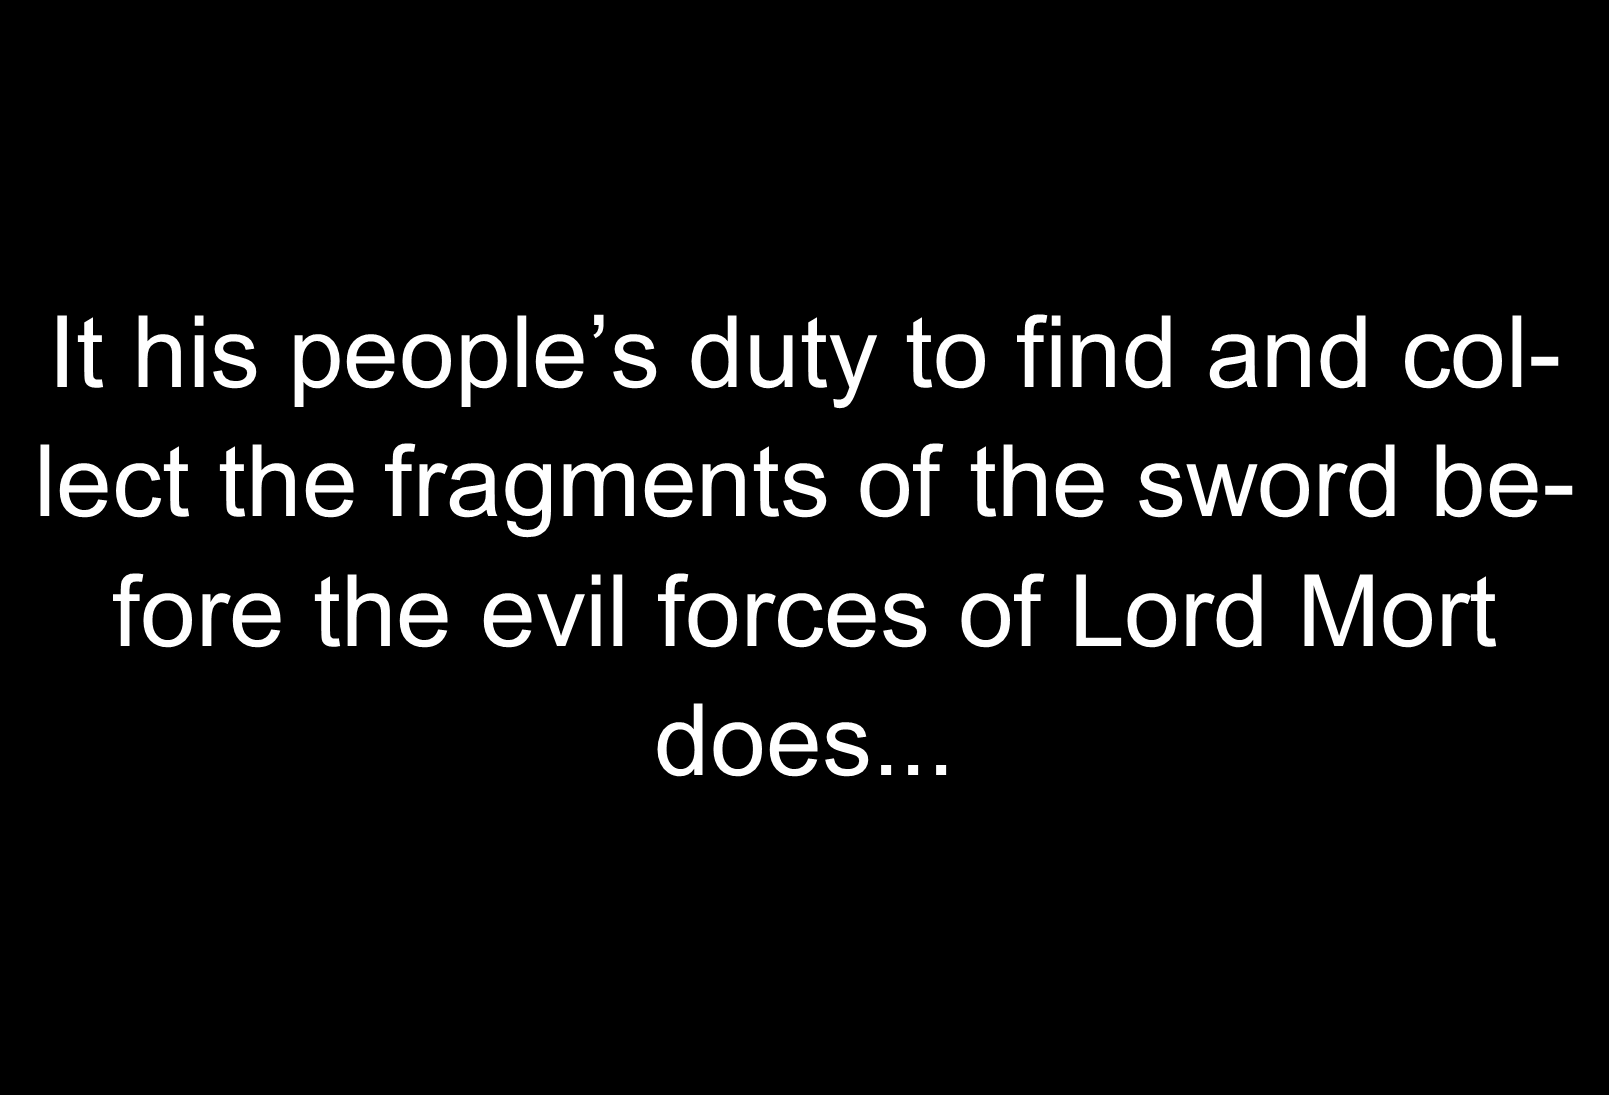 It his people’s duty to find and col-
lect the fragments of the sword be-
fore the evil forces of Lord Mort
does...